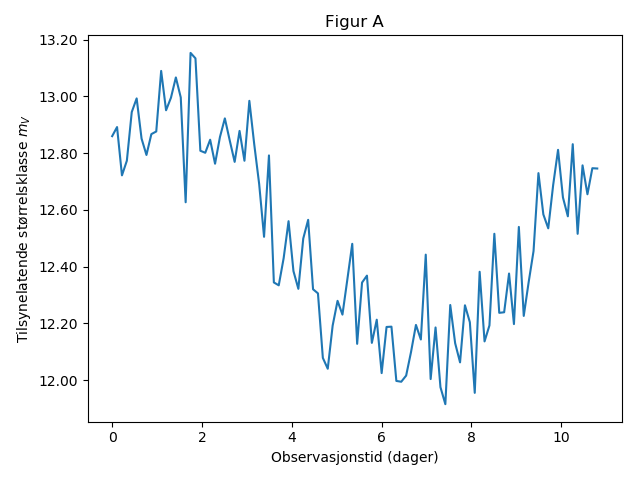 Figur A
Tilsynelatende størrelsklasse $m_V$
13.20
13.00
12.80
12.60
12.40
12.20
12.00
0 2 4 6 8 10
Observasjonstid (dager)